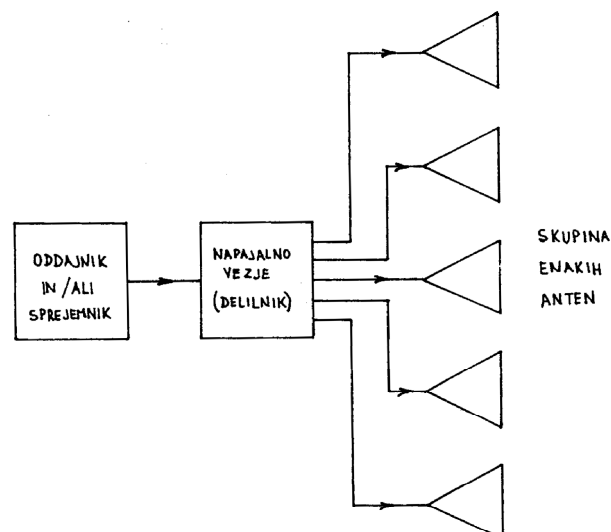 ODDAJNIK
IN / ALI
SPREJEMNIK
NAPAJALNO
VEZJE
(DELILNIK)
SKUPINA
ENAKIH
ANTEN